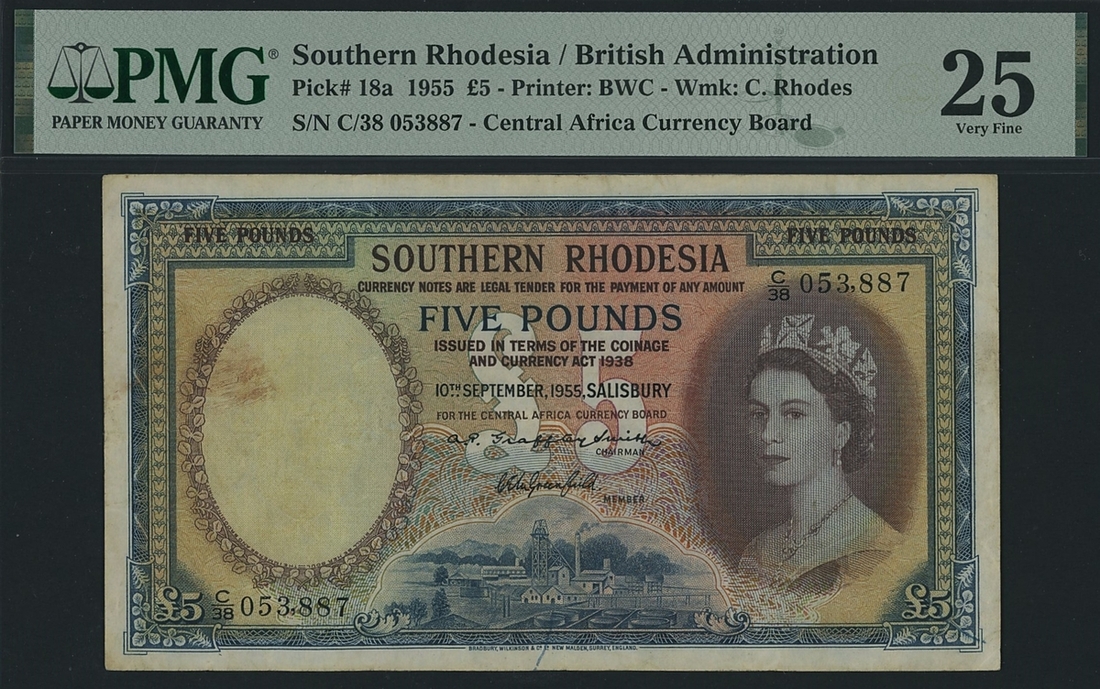 PMG®
PAPER MONEY GUARANTY
Southern Rhodesia / British Administration
Pick# 18a 1955 £5 - Printer: BWC - Wmk: C. Rhodes
S/N C/38 053887 - Central Africa Currency Board
25
Very Fine
FIVE POUNDS
FIVE POUNDS
SOUTHERN RHODESIA
CURRENCY NOTES ARE LEGAL TENDER FOR THE PAYMENT OF ANY AMOUNT
C/38 053,887
£5
FIVE POUNDS
ISSUED IN TERMS OF THE COINAGE
AND CURRENCY ACT 1938
10TH SEPTEMBER, 1955, SALISBURY
FOR THE CENTRAL AFRICA CURRENCY BOARD
CHAIRMAN
MEMBER
£5 C/38 053,887
£5
BRADBURY, WILKINSON & Co Ld NEW MALDEN, SURREY, ENGLAND.